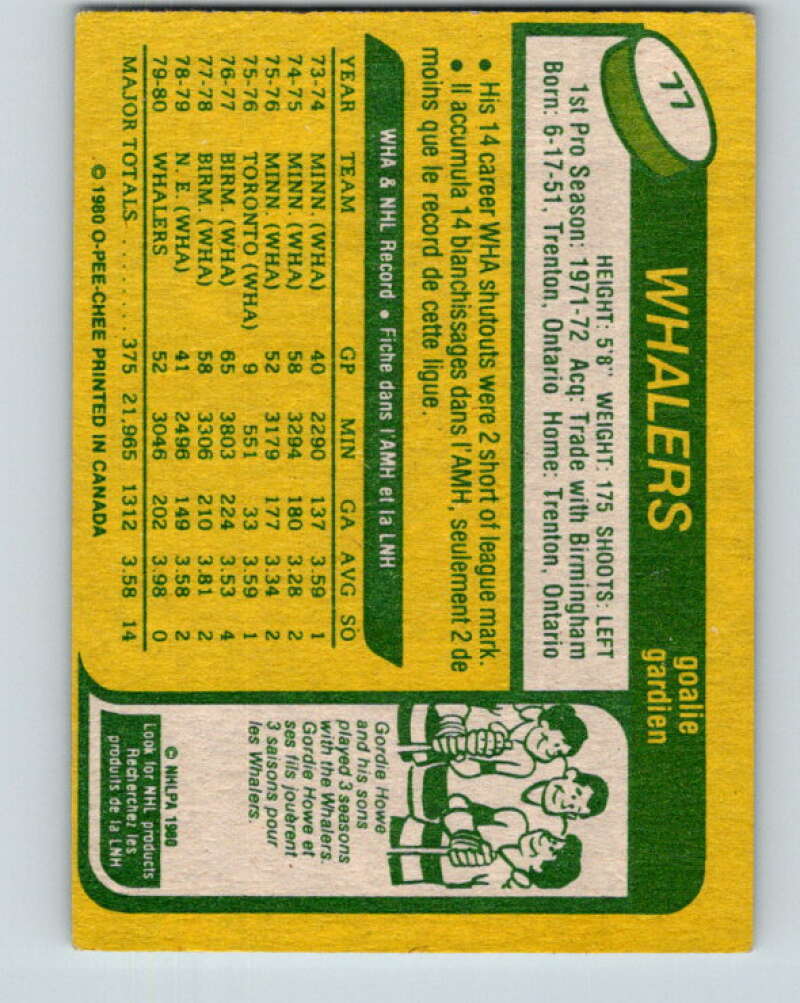 77
WHALERS
goalie
gardien
HEIGHT: 5'8" WEIGHT: 175 SHOOTS: LEFT
1st Pro Season: 1971-72 Acq: Trade with Birmingham
Born: 6-17-51, Trenton, Ontario Home: Trenton, Ontario
• His 14 career WHA shutouts were 2 short of league mark.
• Il accumula 14 blanchissages dans l'AMH, seulement 2 de
moins que le record de cette ligue.
WHA & NHL Record • Fiche dans l'AMH et la LNH
YEAR TEAM GP MIN GA AVG SO
73-74 MINN. (WHA) 40 2290 137 3.59 1
74-75 MINN. (WHA) 58 3294 180 3.28 2
75-76 MINN. (WHA) 52 3179 177 3.34 2
75-76 TORONTO (WHA) 9 551 33 3.59 1
76-77 BIRM. (WHA) 65 3803 224 3.53 4
77-78 BIRM. (WHA) 58 3306 210 3.81 2
78-79 N. E. (WHA) 41 2496 149 3.58 2
79-80 WHALERS 52 3046 202 3.98 0
MAJOR TOTALS ....... 375 21,965 1312 3.58 14
© 1980 O-PEE-CHEE PRINTED IN CANADA
Gordie Howe
and his sons
played 3 seasons
with the Whalers.
Gordie Howe et
ses fils jouèrent
3 saisons pour
les Whalers.
© NHLPA 1980
Look for NHL products
Recherchez les
produits de la LNH